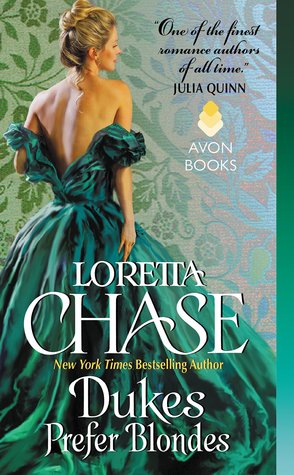 “One of the finest
romance authors
of all time.”
JULIA QUINN
AVON
BOOKS
LORETTA
CHASE
New York Times Bestselling Author
Dukes
Prefer Blondes